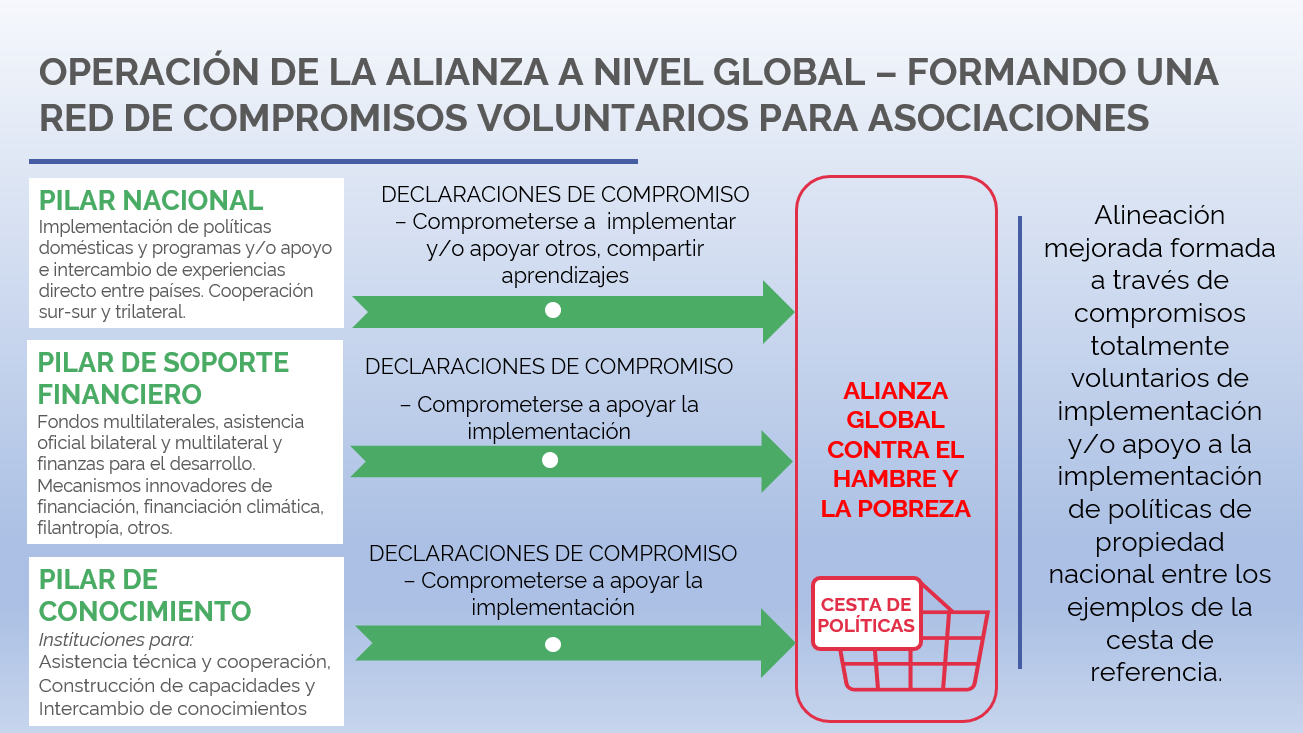 OPERACIÓN DE LA ALIANZA A NIVEL GLOBAL – FORMANDO UNA
RED DE COMPROMISOS VOLUNTARIOS PARA ASOCIACIONES
PILAR NACIONAL
Implementación de políticas
domésticas y programas y/o apoyo
e intercambio de experiencias
directo entre países. Cooperación
sur-sur y trilateral.
DECLARACIONES DE COMPROMISO
– Comprometerse a implementar
y/o apoyar otros, compartir
aprendizajes
PILAR DE SOPORTE
FINANCIERO
Fondos multilaterales, asistencia
oficial bilateral y multilateral y
finanzas para el desarrollo.
Mecanismos innovadores de
financiación, financiación climática,
filantropía, otros.
DECLARACIONES DE COMPROMISO
– Comprometerse a apoyar la
implementación
PILAR DE
CONOCIMIENTO
Instituciones para:
Asistencia técnica y cooperación,
Construcción de capacidades y
Intercambio de conocimientos
DECLARACIONES DE COMPROMISO
– Comprometerse a apoyar la
implementación
ALIANZA
GLOBAL
CONTRA EL
HAMBRE Y
LA POBREZA
CESTA DE
POLÍTICAS
Alineación
mejorada formada
a través de
compromisos
totalmente
voluntarios de
implementación
y/o apoyo a la
implementación
de políticas de
propiedad
nacional entre los
ejemplos de la
cesta de
referencia.